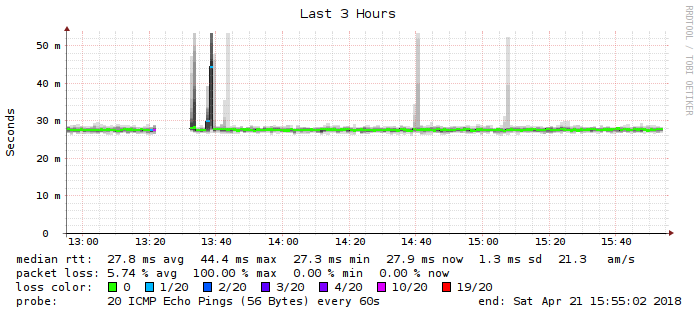 Last 3 Hours
RRDTOOL / TOBI OETIKER
Seconds
50 m
40 m
30 m
20 m
10 m
0
13:00 13:20 13:40 14:00 14:20 14:40 15:00 15:20 15:40
median rtt: 27.8 ms avg 44.4 ms max 27.3 ms min 27.9 ms now 1.3 ms sd 21.3 am/s
packet loss: 5.74 % avg 100.00 % max 0.00 % min 0.00 % now
loss color: 0 1/20 2/20 3/20 4/20 10/20 19/20
probe: 20 ICMP Echo Pings (56 Bytes) every 60s end: Sat Apr 21 15:55:02 2018